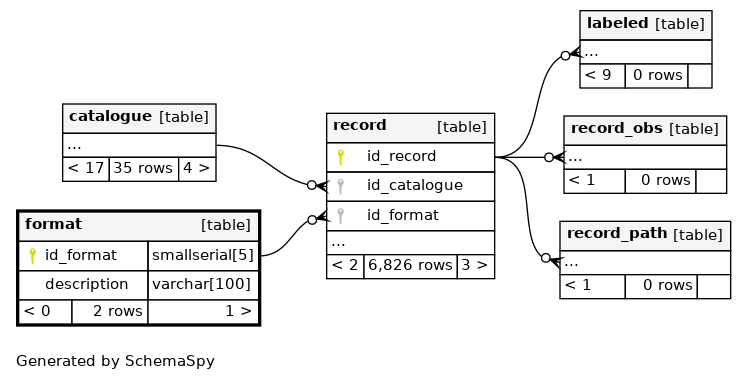 labeled [table]
...
< 9 0 rows
catalogue [table]
...
< 17 35 rows 4 >
record [table]
id_record
id_catalogue
id_format
...
< 2 6,826 rows 3 >
record_obs [table]
...
< 1 0 rows
format [table]
id_format smallserial[5]
description varchar[100]
< 0 2 rows 1 >
record_path [table]
...
< 1 0 rows
Generated by SchemaSpy